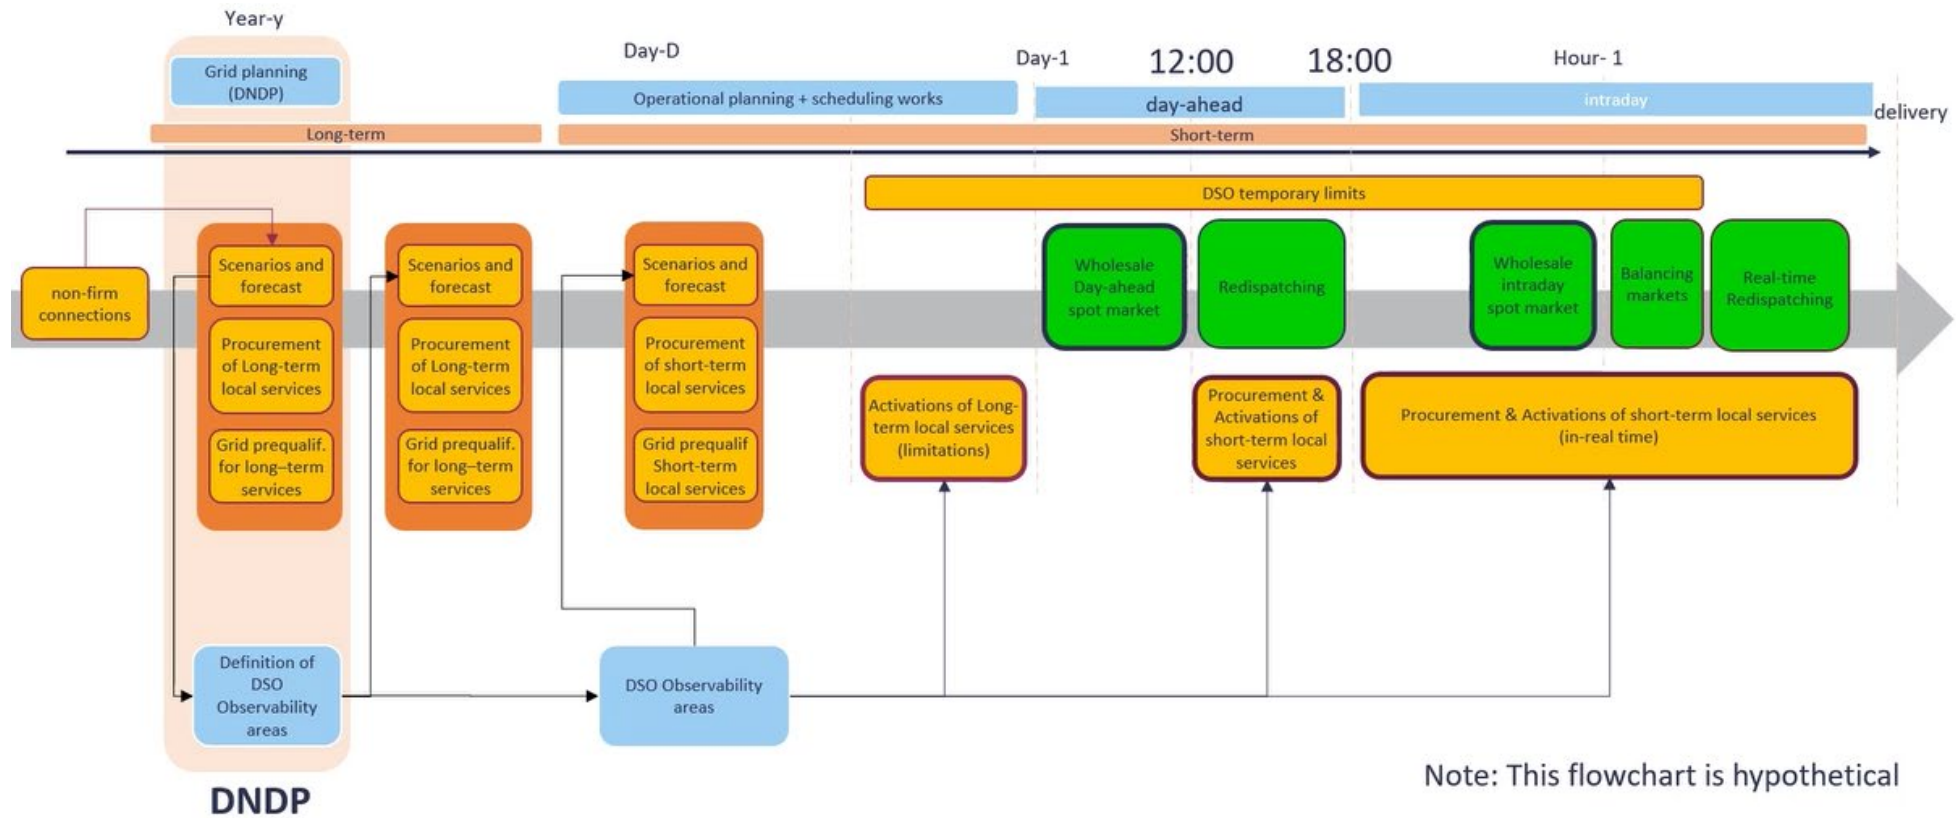 Year-y
Day-D
Day-1
12:00
18:00
Hour- 1
Grid planning
(DNDP)
Operational planning + scheduling works
day-ahead
intraday
delivery
Long-term
Short-term
DSO temporary limits
non-firm
connections
Scenarios and
forecast
Procurement
of Long-term
local services
Grid prequalif.
for long–term
services
Scenarios and
forecast
Procurement
of Long-term
local services
Grid prequalif.
for long–term
services
Scenarios and
forecast
Procurement
of short-term
local services
Grid prequalif
Short-term
local services
Wholesale
Day-ahead
spot market
Redispatching
Wholesale
intraday
spot market
Balancing
markets
Real-time
Redispatching
Activations of Long-
term local services
(limitations)
Procurement &
Activations of
short-term local
services
Procurement & Activations of short-term local services
(in-real time)
Definition of
DSO
Observability
areas
DSO Observability
areas
DNDP
Note: This flowchart is hypothetical